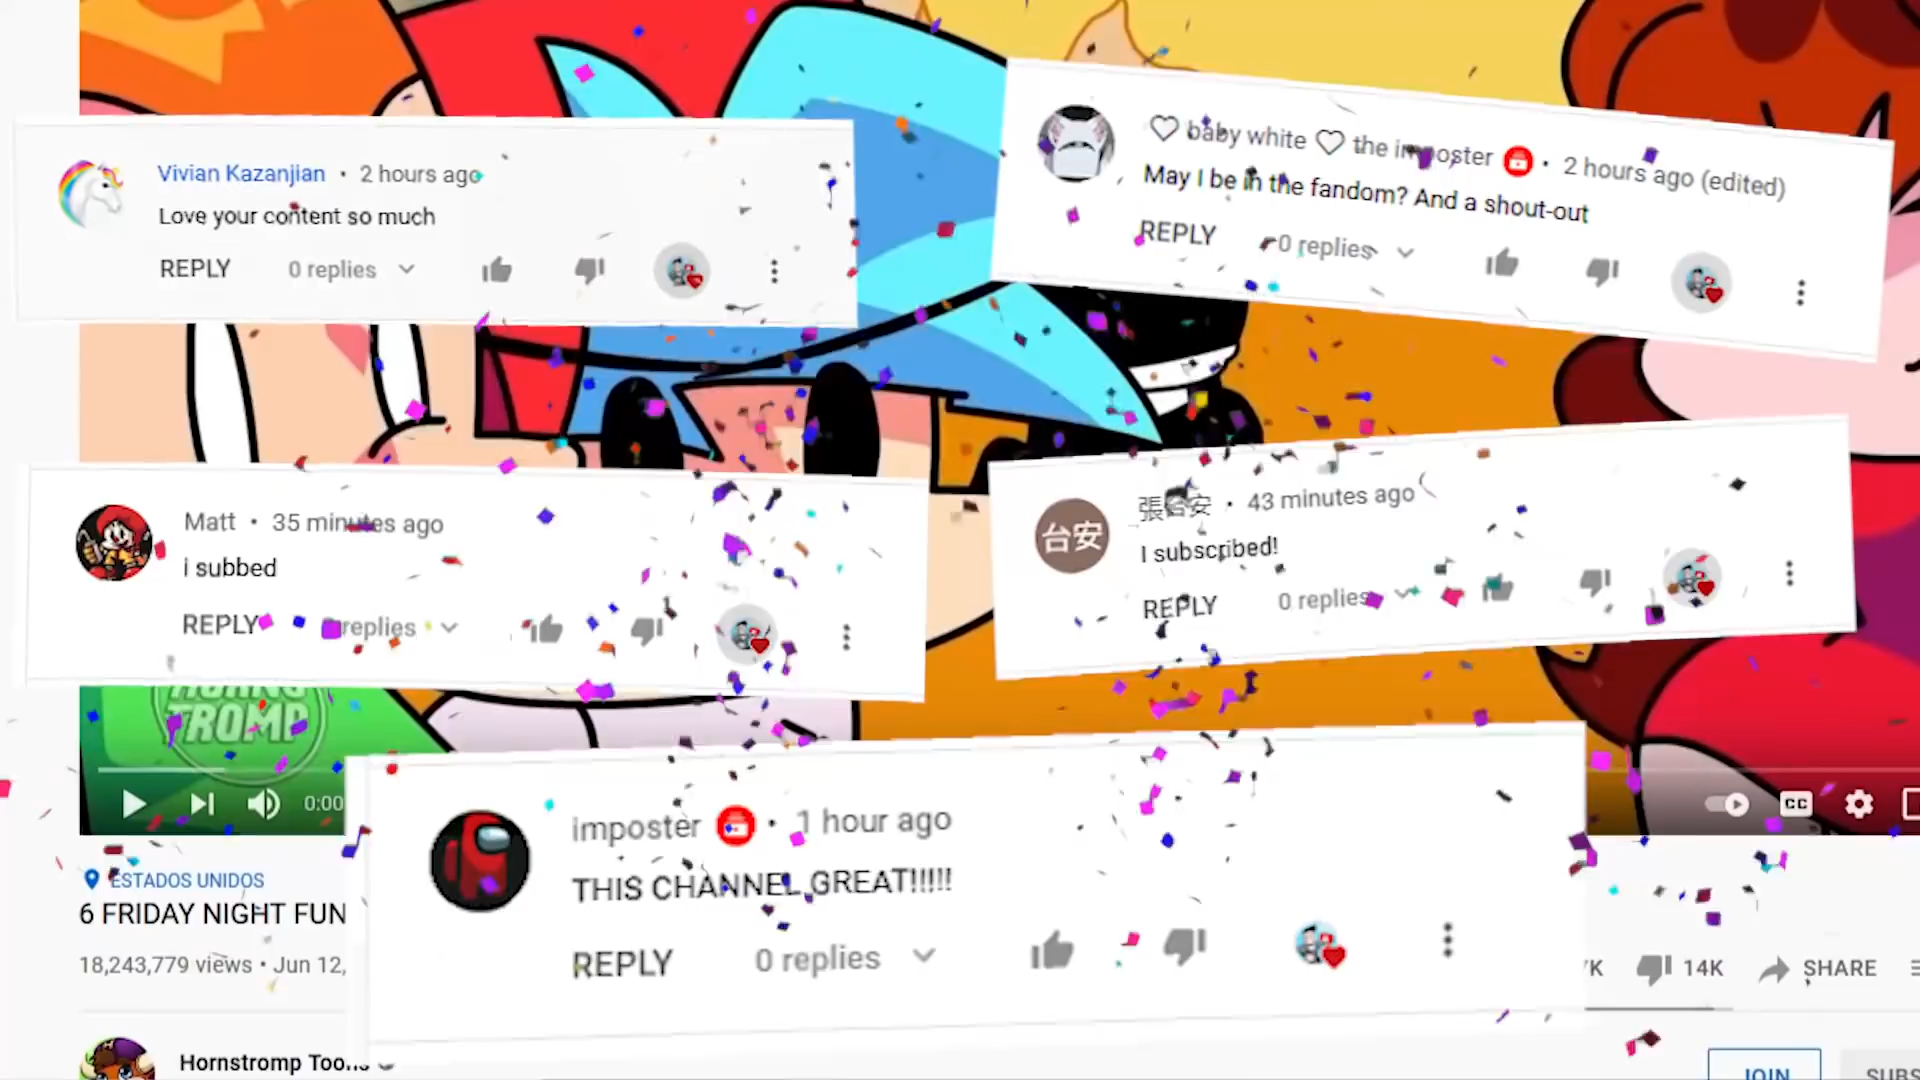 Vivian Kazanjian • 2 hours ago
Love your content so much
REPLY 0 replies
♡ baby white ♡ the imposter • 2 hours ago (edited)
May I be in the fandom? And a shout-out
REPLY 0 replies
Matt • 35 minutes ago
i subbed
REPLY replies
張台安 • 43 minutes ago
台安
I subscribed!
REPLY 0 replies
TROMP
imposter • 1 hour ago
THIS CHANNEL GREAT!!!!!
REPLY 0 replies
0:00
CC
ESTADOS UNIDOS
6 FRIDAY NIGHT FUN
18,243,779 views • Jun 12,
14K SHARE
Hornstromp Toons
JOIN SUBS